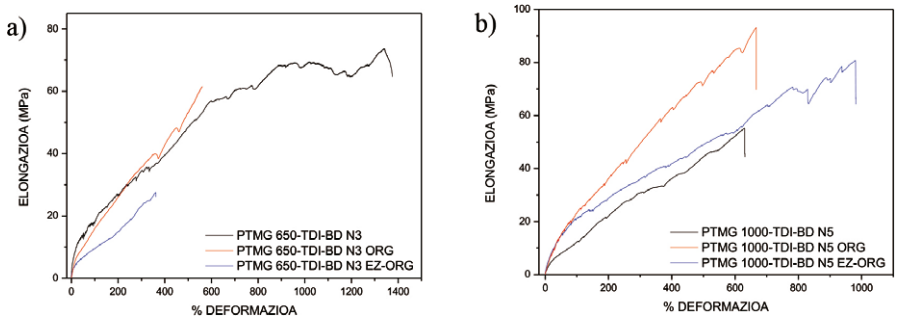 a)
ELONGAZIOA (MPa)
80
60
40
20
0
0 200 400 600 800 1000 1200 1400
% DEFORMAZIOA
PTMG 650-TDI-BD N3
PTMG 650-TDI-BD N3 ORG
PTMG 650-TDI-BD N3 EZ-ORG
b)
ELONGAZIOA (MPa)
100
80
60
40
20
0
0 200 400 600 800 1000
% DEFORMAZIOA
PTMG 1000-TDI-BD N5
PTMG 1000-TDI-BD N5 ORG
PTMG 1000-TDI-BD N5 EZ-ORG